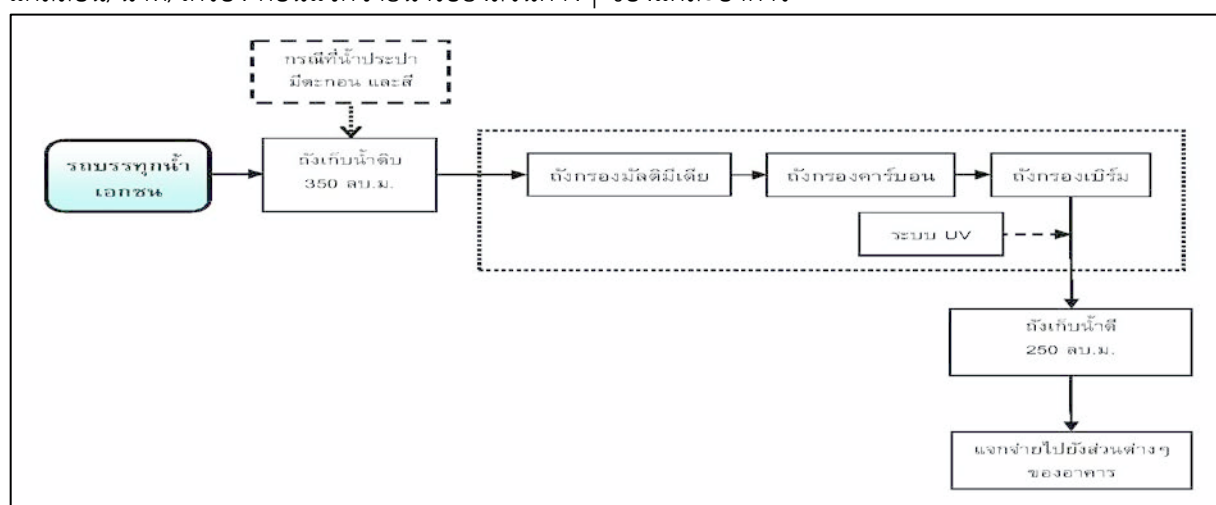 กรณีที่น้ำประปา
มีตะกอน และสี
รถบรรทุกน้ำ
เอกชน
ถังเก็บน้ำดิบ
350 ลบ.ม.
ถังกรองมัลติมีเดีย
ถังกรองคาร์บอน
ถังกรองเบิร์ม
ระบบ UV
ถังเก็บน้ำดี
250 ลบ.ม.
แจกจ่ายไปยังส่วนต่างๆ
ของอาคาร